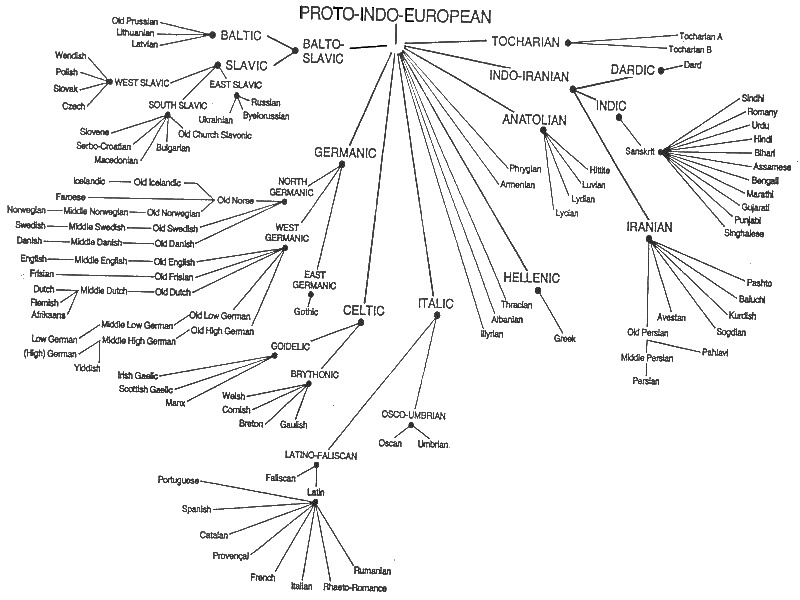 PROTO-INDO-EUROPEAN
Old Prussian
Lithuanian
Latvian
BALTIC
BALTO-
SLAVIC
SLAVIC
Wendish
Polish
Slovak
Czech
WEST SLAVIC
EAST SLAVIC
Russian
Ukrainian
Byelorussian
SOUTH SLAVIC
Slovene
Serbo-Croatian
Macedonian
Bulgarian
Old Church Slavonic
TOCHARIAN
Tocharian A
Tocharian B
INDO-IRANIAN
DARDIC
Dard
INDIC
Sanskrit
Sindhi
Romany
Urdu
Hindi
Bihari
Assamese
Bengali
Marathi
Gujarati
Punjabi
Singhalese
ANATOLIAN
Hittite
Luvian
Lydian
Lycian
Phrygian
Armenian
IRANIAN
Pashto
Baluchi
Kurdish
Sogdian
Avestan
Old Persian
Pahlavi
Middle Persian
Persian
GERMANIC
NORTH
GERMANIC
Icelandic Old Icelandic
Faroese Old Norse
Norwegian Middle Norwegian Old Norwegian
Swedish Middle Swedish Old Swedish
Danish Middle Danish Old Danish
WEST
GERMANIC
English Middle English Old English
Frisian Old Frisian
Dutch Middle Dutch Old Dutch
Flemish
Afrikaans
Old Low German
Low German Middle Low German
Old High German
(High) German Middle High German
Yiddish
EAST
GERMANIC
Gothic
CELTIC
GOIDELIC
Irish Gaelic
Scottish Gaelic
Manx
BRYTHONIC
Welsh
Cornish
Breton
Gaulish
ITALIC
OSCO-UMBRIAN
Oscan
Umbrian
LATINO-FALISCAN
Faliscan
Latin
Portuguese
Spanish
Catalan
Provençal
French
Italian
Rhaeto-Romance
Rumanian
HELLENIC
Greek
Thracian
Albanian
Illyrian